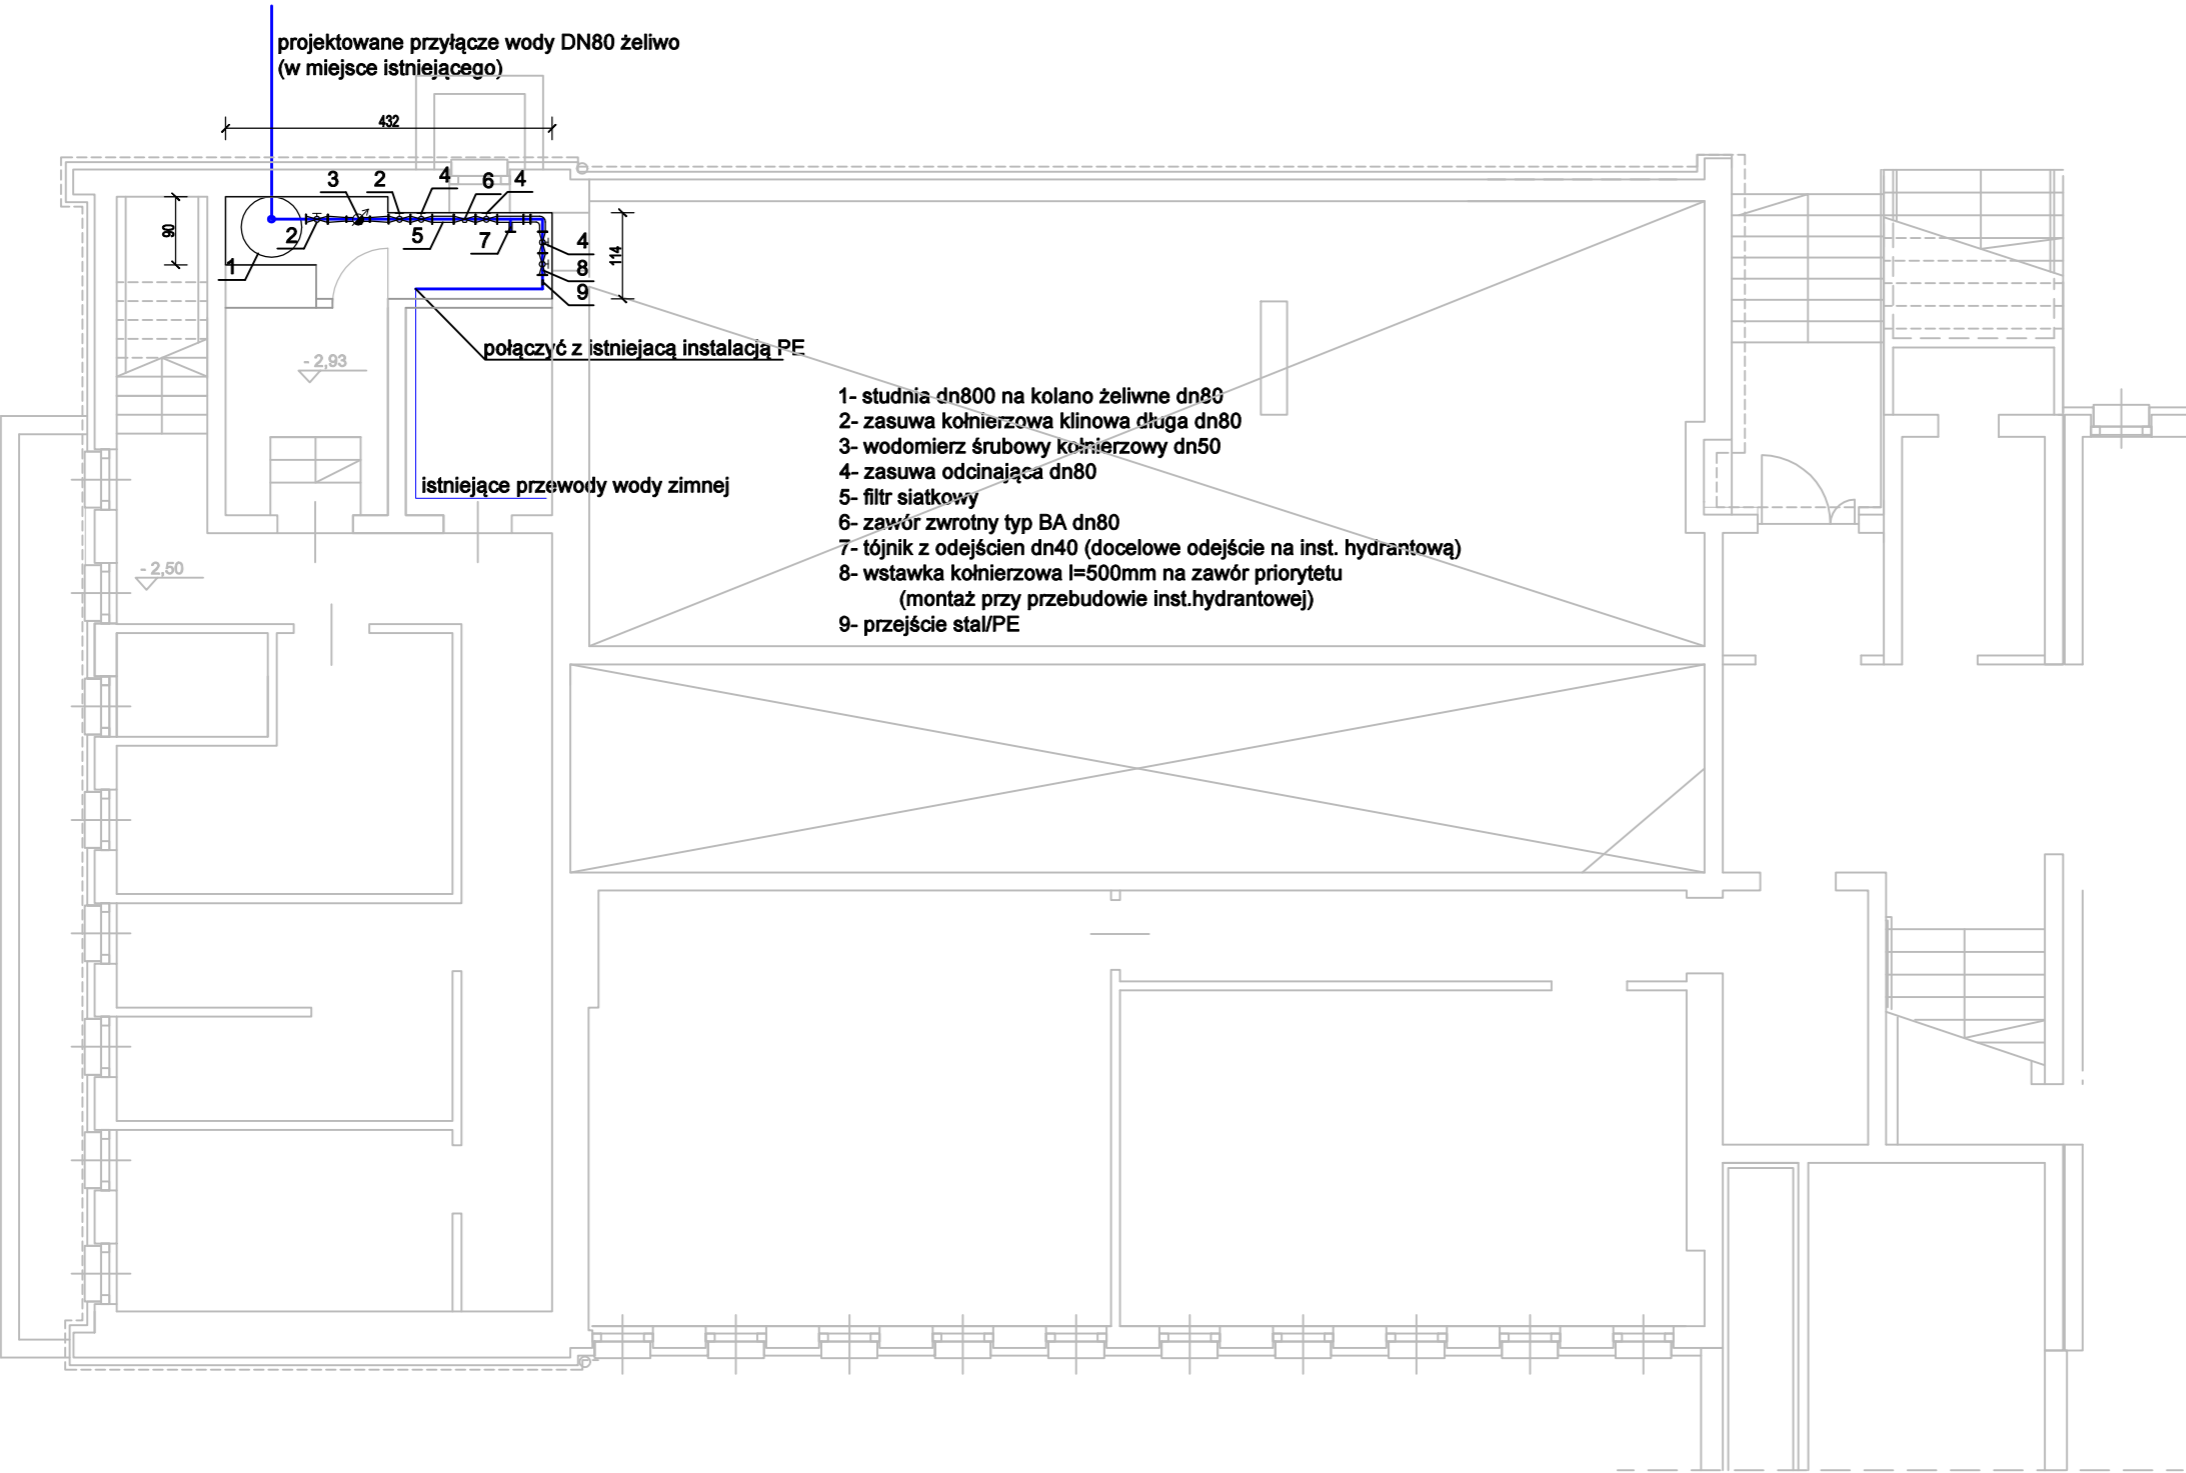 projektowane przyłącze wody DN80 żeliwo
(w miejsce istniejącego)
432
3 2 4 6 4
90
2 5 7 4
114
1 8
9
połączyć z istniejacą instalacją PE
- 2,93
1- studnia dn800 na kolano żeliwne dn80
2- zasuwa kołnierzowa klinowa długa dn80
3- wodomierz śrubowy kołnierzowy dn50
4- zasuwa odcinająca dn80
istniejące przewody wody zimnej
5- filtr siatkowy
6- zawór zwrotny typ BA dn80
7- tójnik z odejścien dn40 (docelowe odejście na inst. hydrantową)
- 2,50
8- wstawka kołnierzowa l=500mm na zawór priorytetu
(montaż przy przebudowie inst.hydrantowej)
9- przejście stal/PE